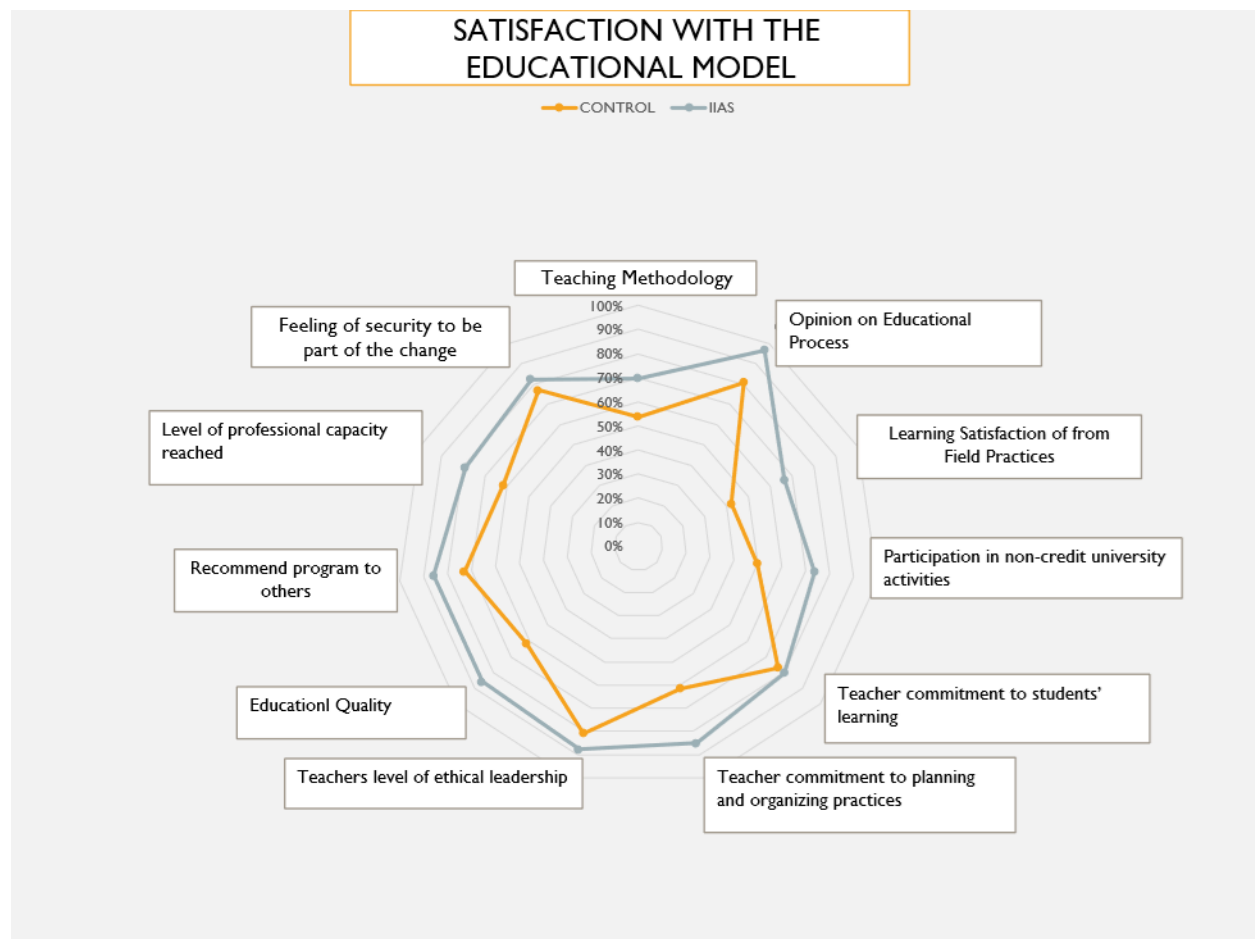 SATISFACTION WITH THE
EDUCATIONAL MODEL
CONTROL IIAS
Teaching Methodology
Opinion on Educational
Process
Learning Satisfaction of from
Field Practices
Participation in non-credit university
activities
Teacher commitment to students’
learning
Teacher commitment to planning
and organizing practices
Teachers level of ethical leadership
Educationl Quality
Recommend program to
others
Level of professional capacity
reached
Feeling of security to be
part of the change
100%
90%
80%
70%
60%
50%
40%
30%
20%
10%
0%